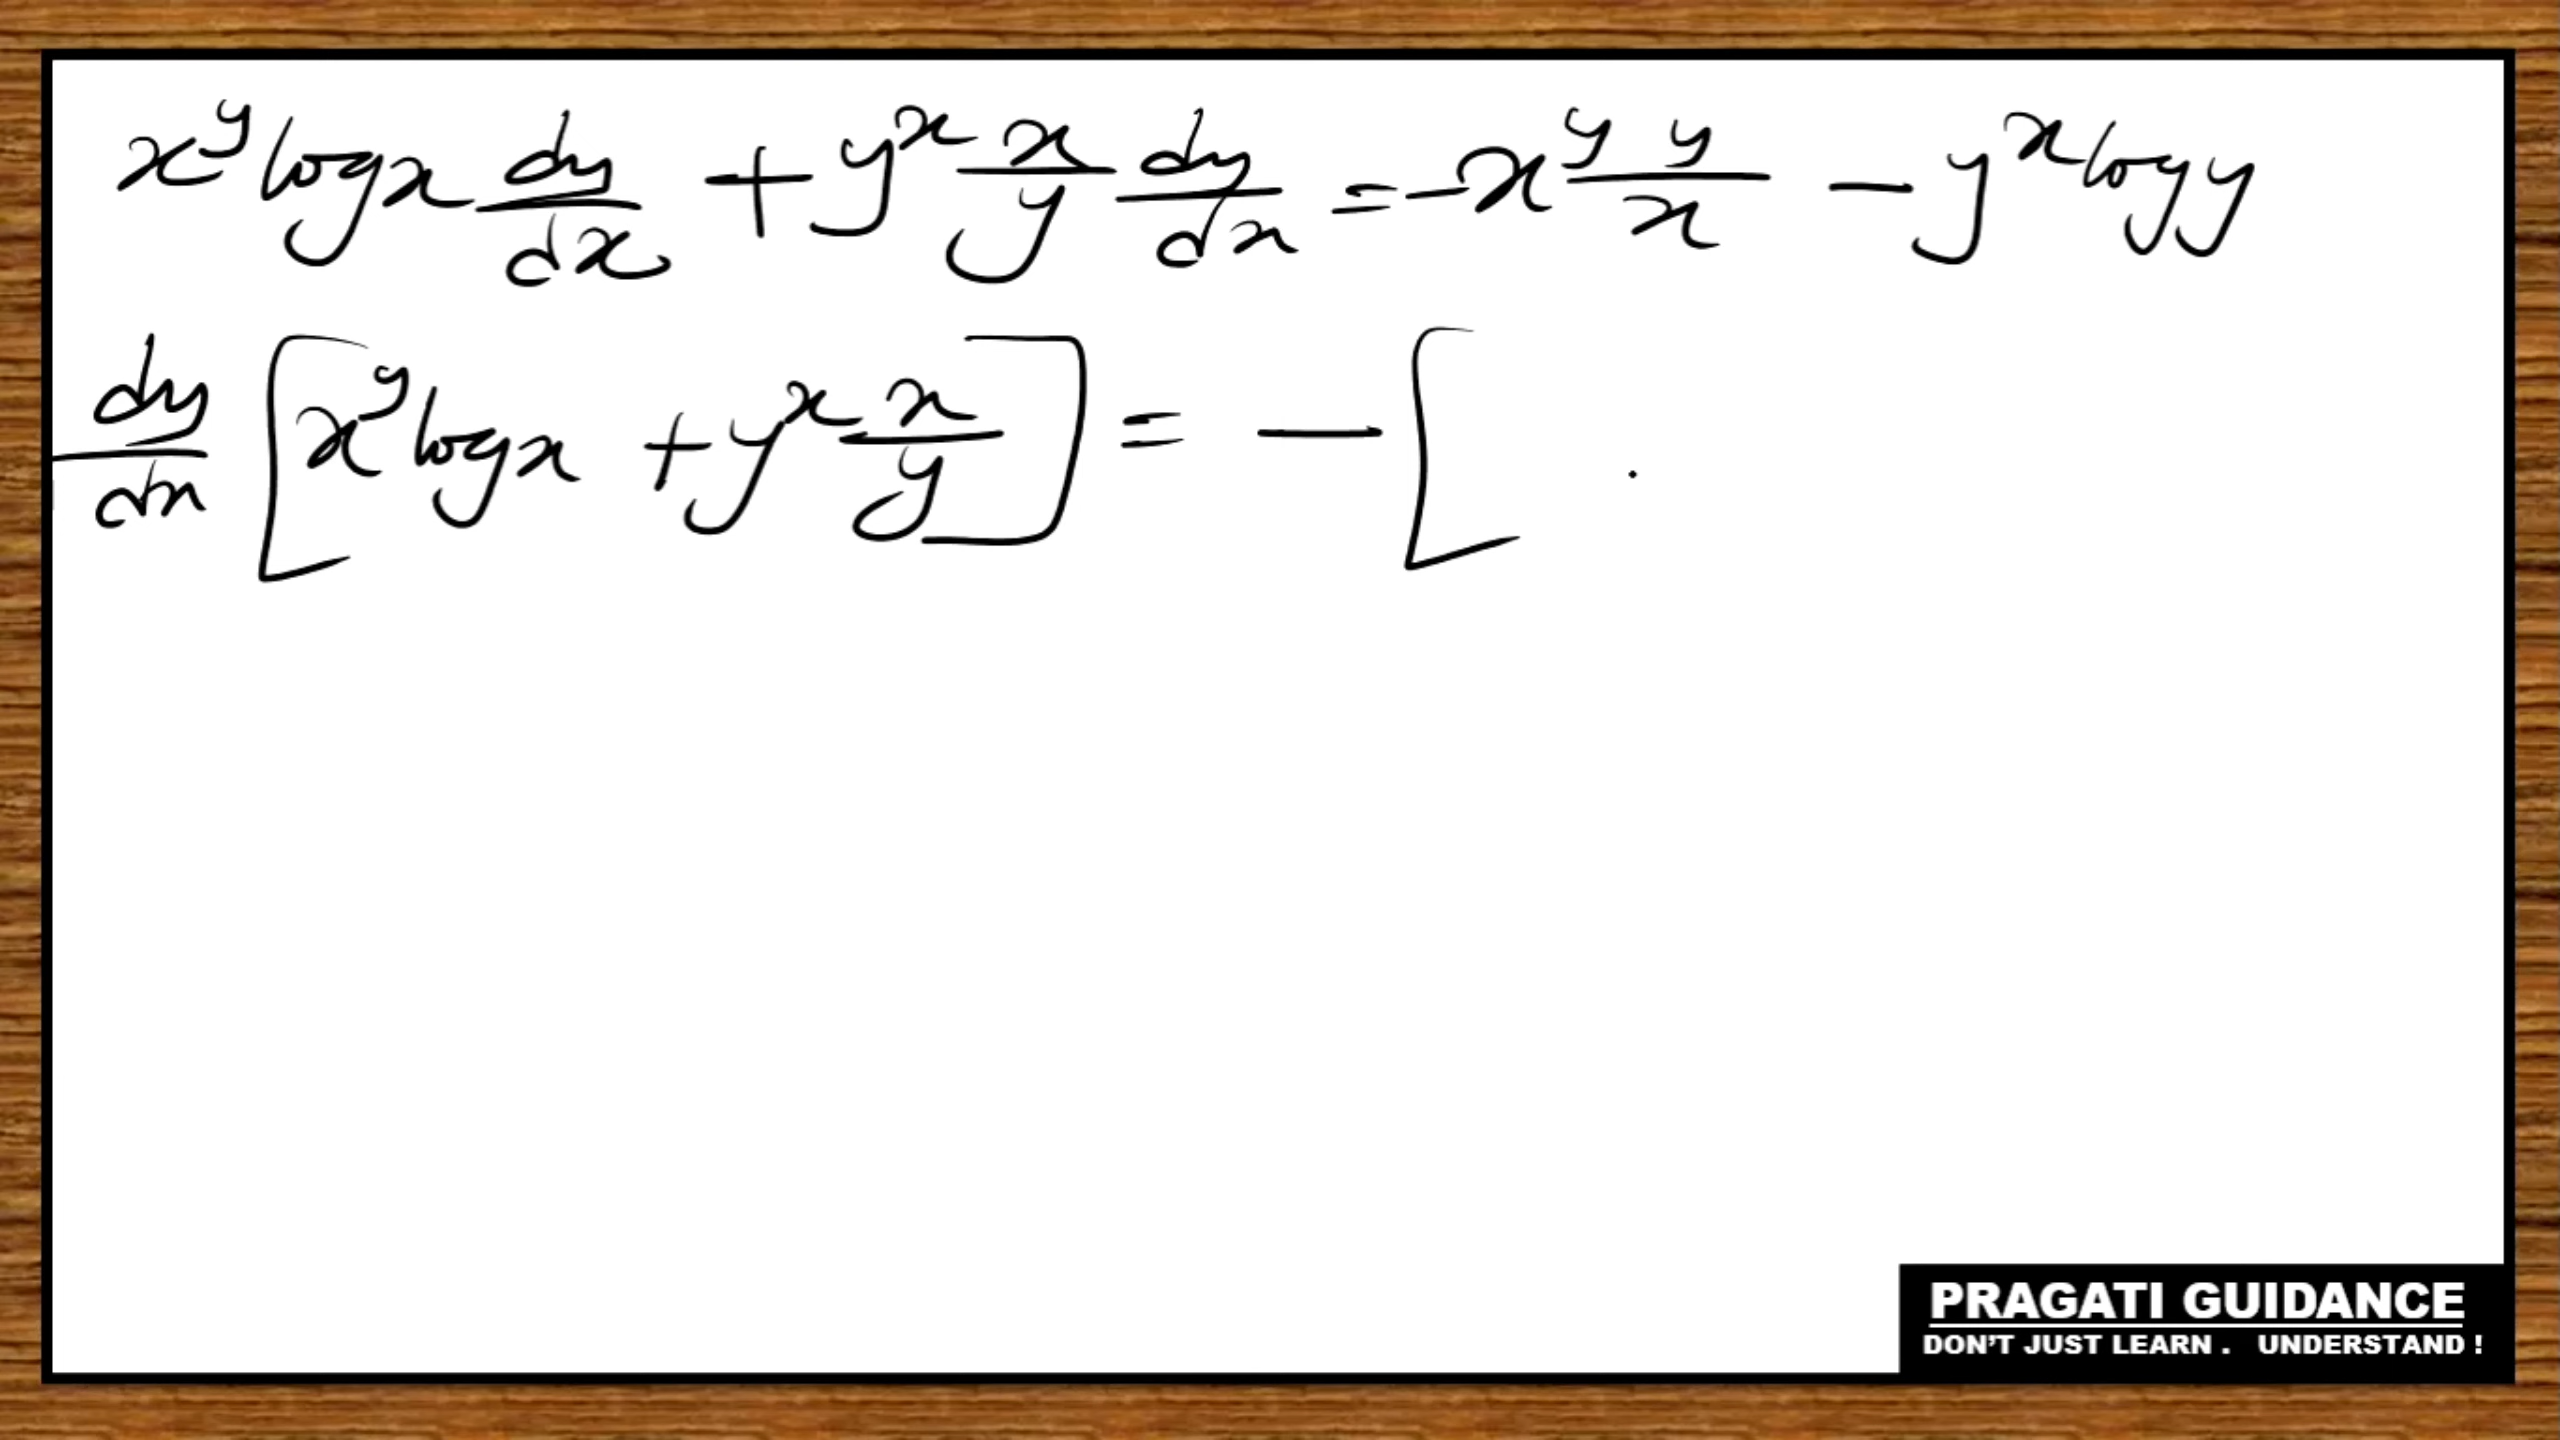 x^y log x dy/dx + y^x x/y dy/dx = -x^y y/x - y^x log y
dy/dx [x^y log x + y^x x/y] = - [
PRAGATI GUIDANCE
DON'T JUST LEARN . UNDERSTAND !